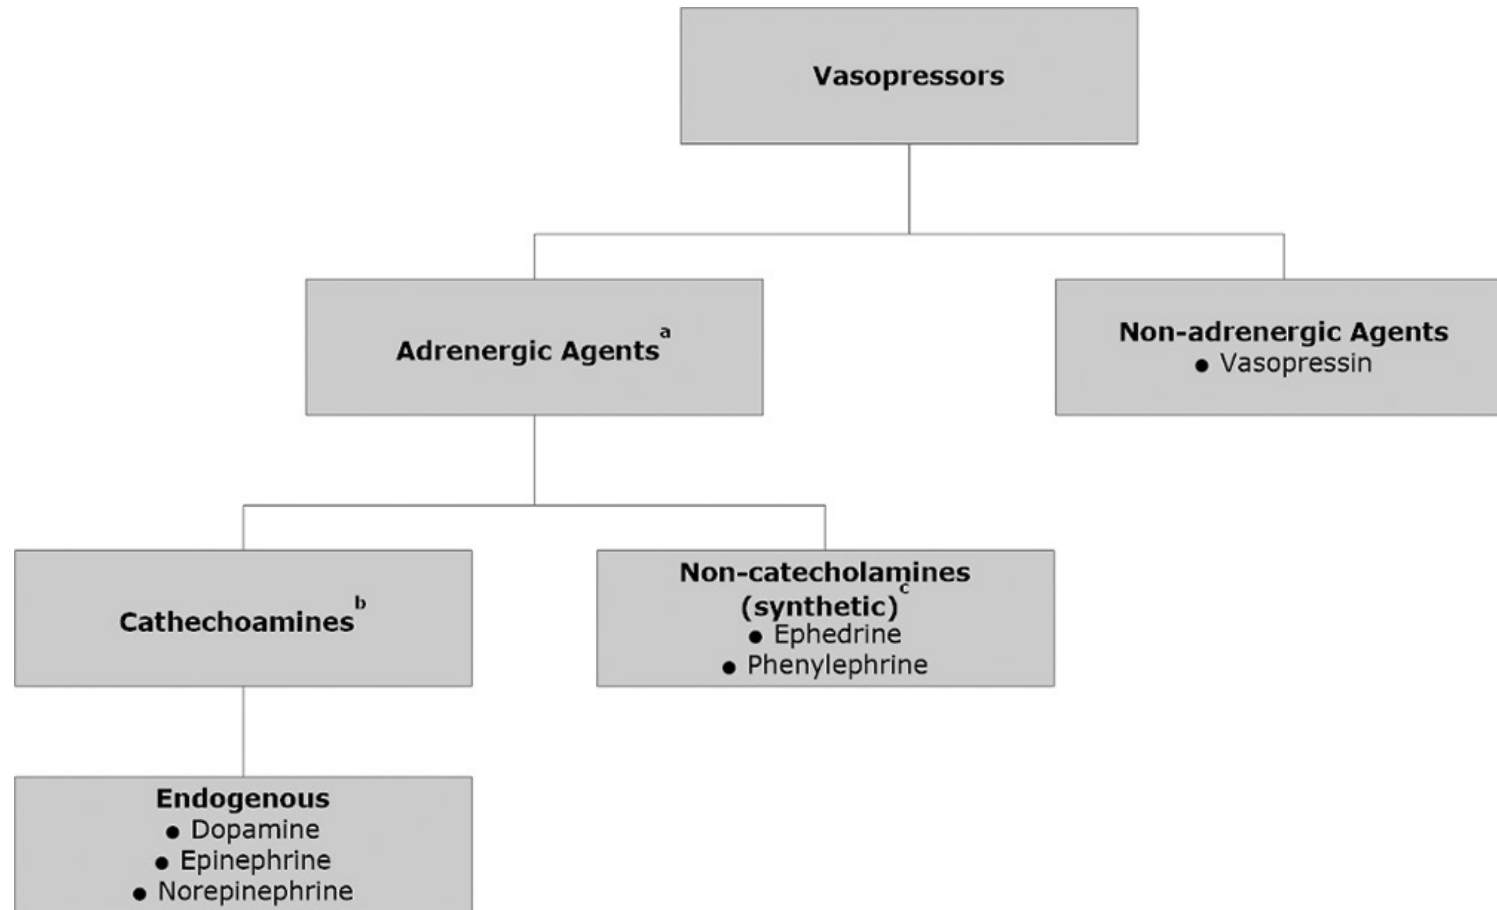 Vasopressors
Adrenergic Agents^a
Non-adrenergic Agents
● Vasopressin
Cathechoamines^b
Non-catecholamines
(synthetic)^c
● Ephedrine
● Phenylephrine
Endogenous
● Dopamine
● Epinephrine
● Norepinephrine